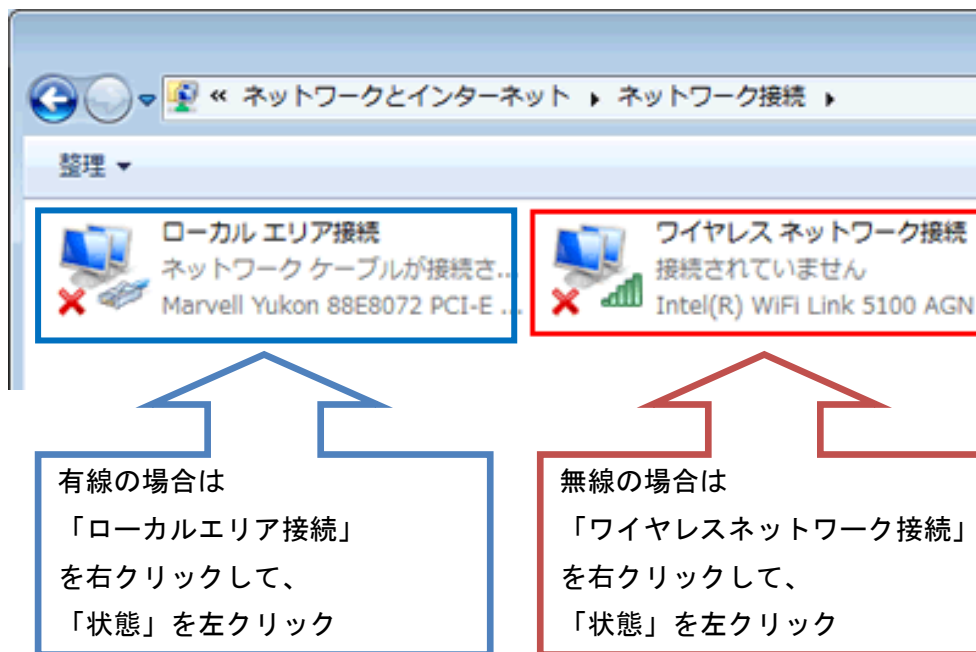 « ネットワークとインターネット ▸ ネットワーク接続 ▸
整理 ▼
ローカル エリア接続
ネットワーク ケーブルが接続さ...
Marvell Yukon 88E8072 PCI-E ...
ワイヤレス ネットワーク接続
接続されていません
Intel(R) WiFi Link 5100 AGN
有線の場合は
「ローカルエリア接続」
を右クリックして、
「状態」を左クリック
無線の場合は
「ワイヤレスネットワーク接続」
を右クリックして、
「状態」を左クリック